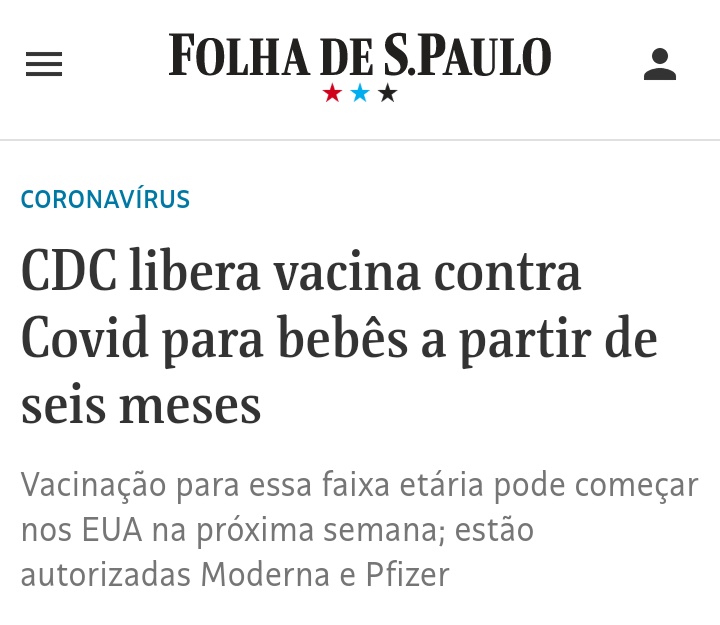 FOLHA DE S.PAULO
CORONAVÍRUS
CDC libera vacina contra
Covid para bebês a partir de
seis meses
Vacinação para essa faixa etária pode começar
nos EUA na próxima semana; estão
autorizadas Moderna e Pfizer